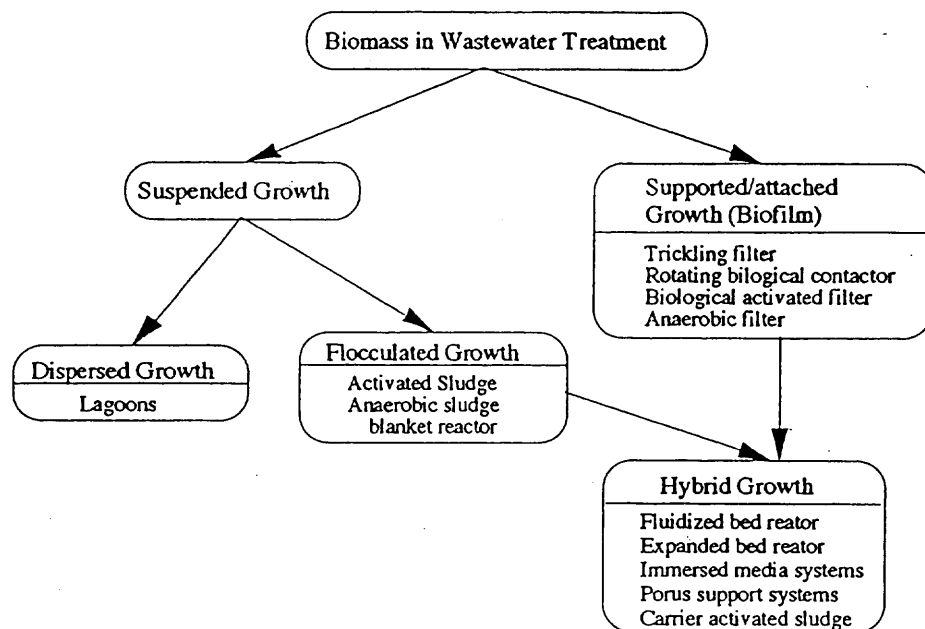 Biomass in Wastewater Treatment
Suspended Growth
Supported/attached
Growth (Biofilm)
Trickling filter
Rotating bilogical contactor
Biological activated filter
Anaerobic filter
Dispersed Growth
Lagoons
Flocculated Growth
Activated Sludge
Anaerobic sludge
blanket reactor
Hybrid Growth
Fluidized bed reator
Expanded bed reator
Immersed media systems
Porus support systems
Carrier activated sludge